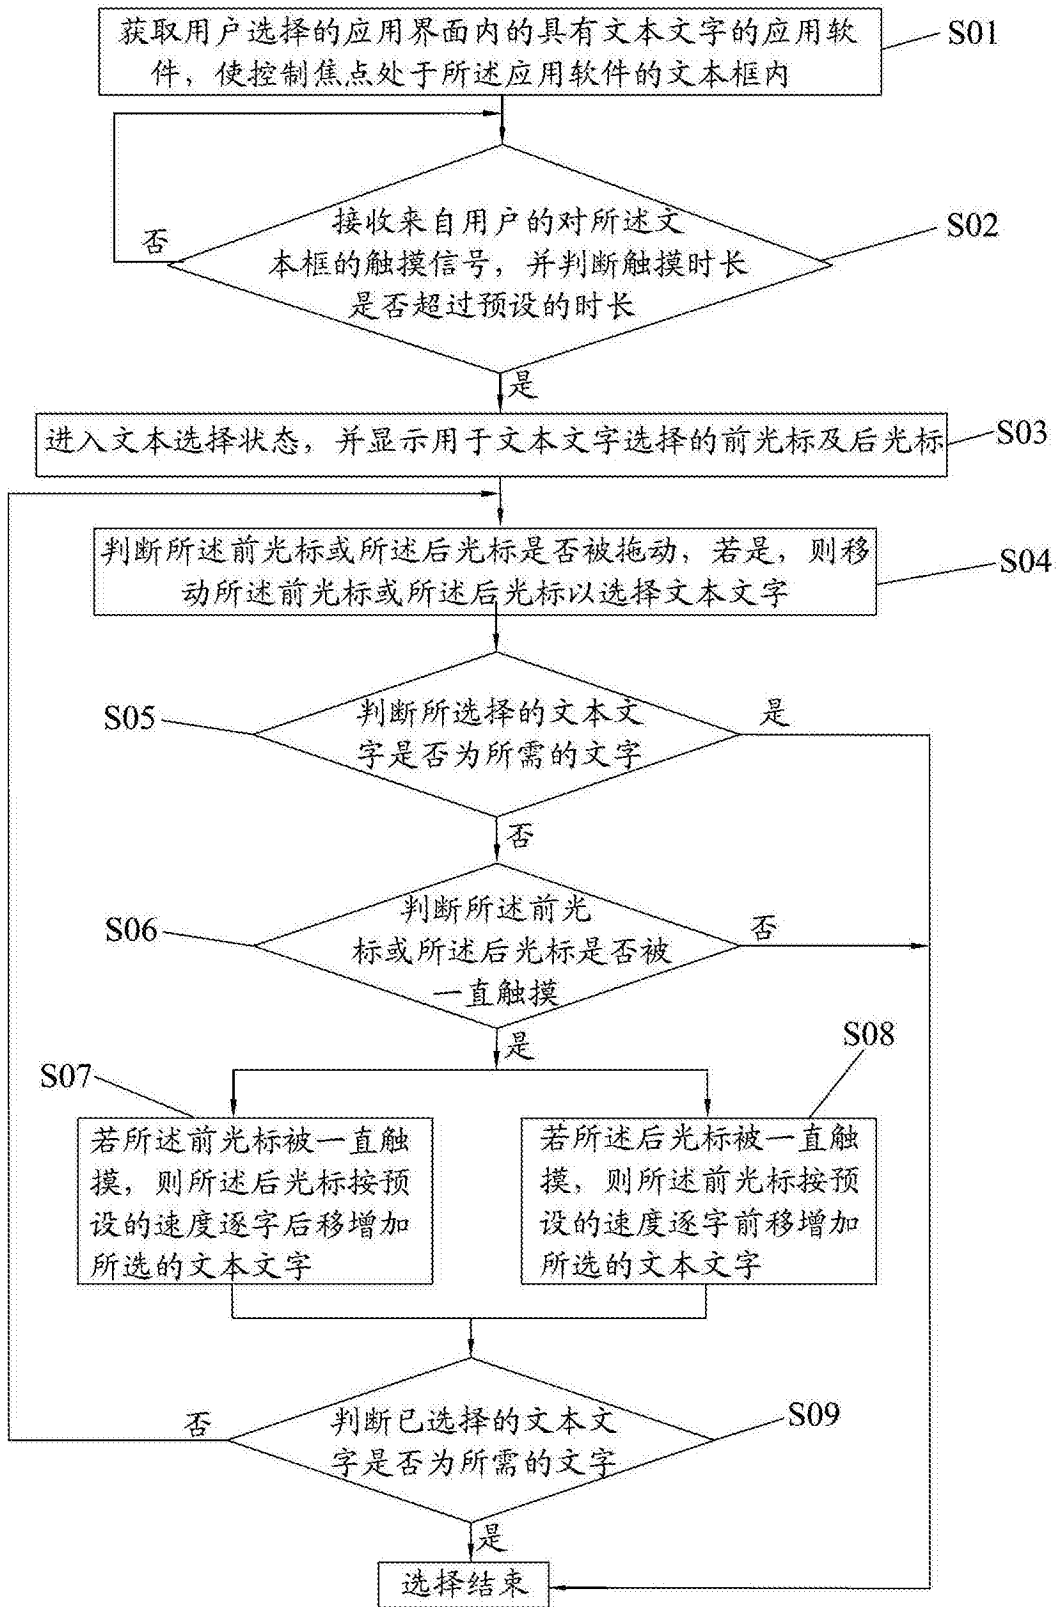 获取用户选择的应用界面内的具有文本文字的应用软
件，使控制焦点处于所述应用软件的文本框内
S01
接收来自用户的对所述文
本框的触摸信号，并判断触摸时长
是否超过预设的时长
S02
否
是
进入文本选择状态，并显示用于文本文字选择的前光标及后光标
S03
判断所述前光标或所述后光标是否被拖动，若是，则移
动所述前光标或所述后光标以选择文本文字
S04
S05
判断所选择的文本文
字是否为所需的文字
是
否
S06
判断所述前光
标或所述后光标是否被
一直触摸
否
是
S07
S08
若所述前光标被一直触
摸，则所述后光标按预
设的速度逐字后移增加
所选的文本文字
若所述后光标被一直触
摸，则所述前光标按预
设的速度逐字前移增加
所选的文本文字
否
判断已选择的文本文
字是否为所需的文字
S09
是
选择结束